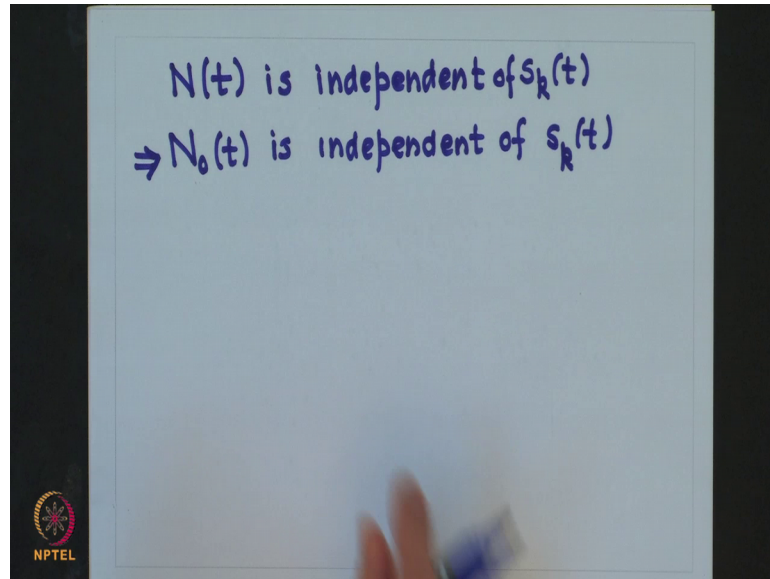 N(t) is independent of s_k(t)
⇒ N_0(t) is independent of s_k(t)
NPTEL